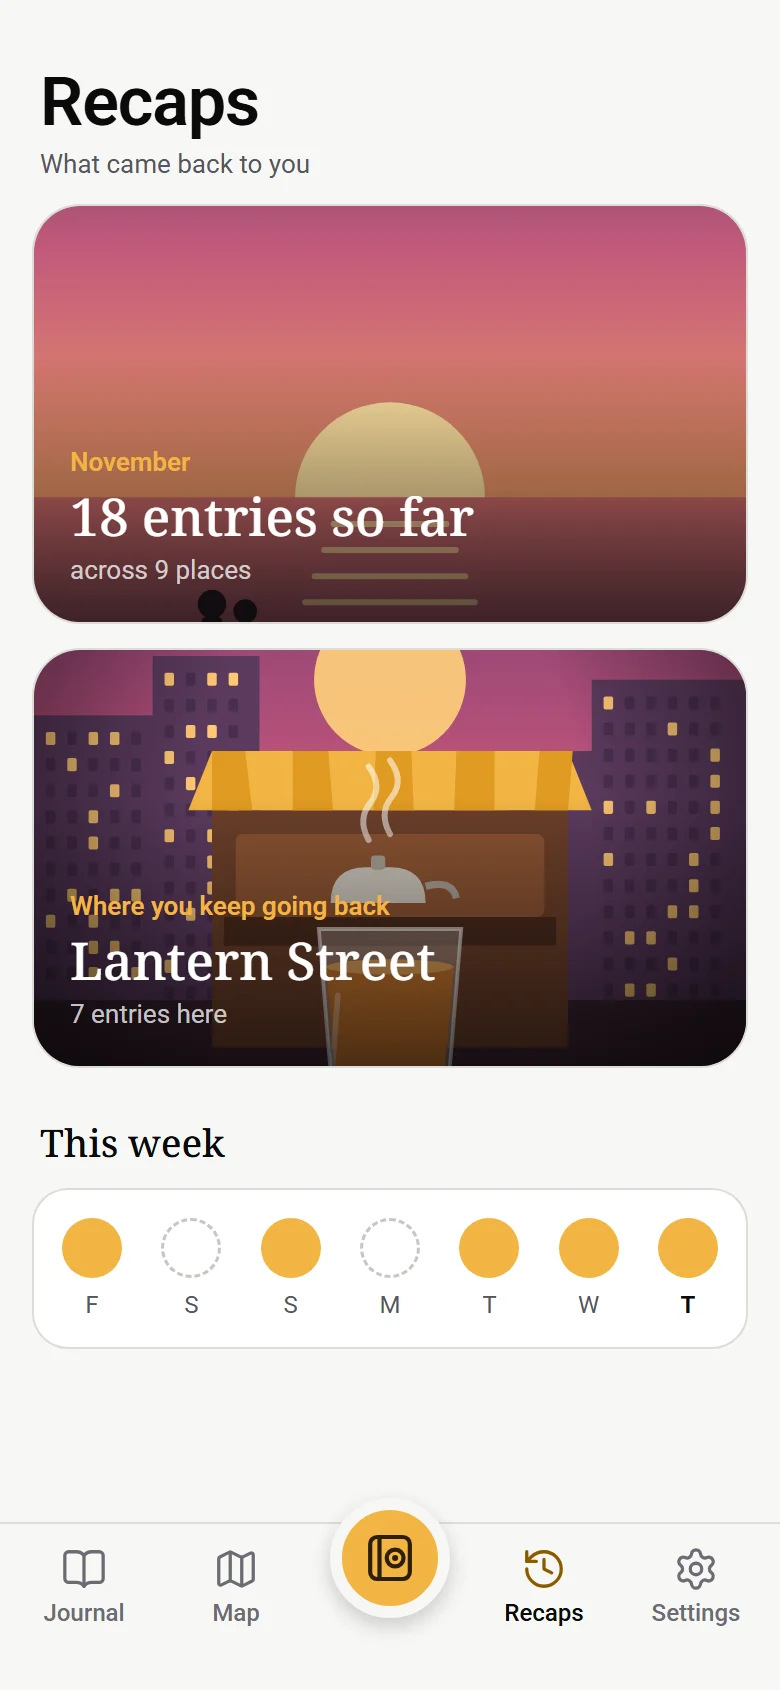 Recaps
What came back to you
November
18 entries so far
across 9 places
Where you keep going back
Lantern Street
7 entries here
This week
F S S M T W T
Journal Map Recaps Settings